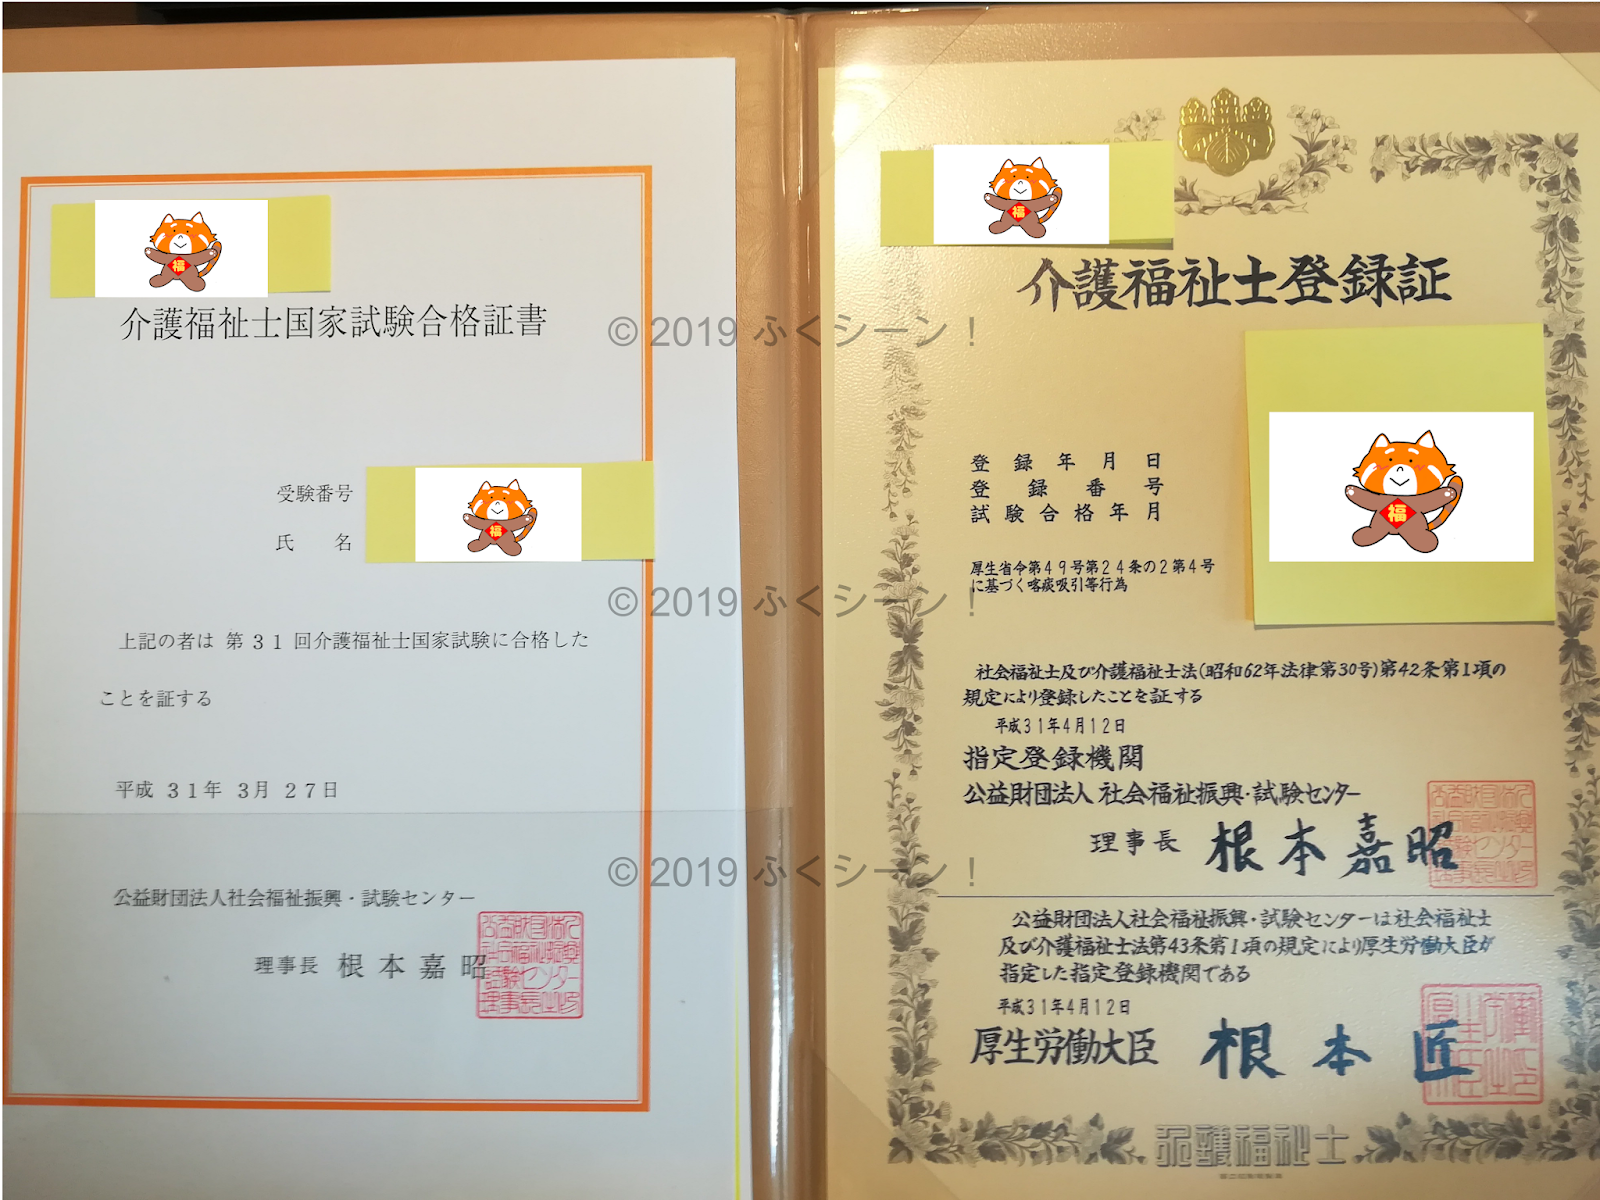 福
介護福祉士国家試験合格証書
受験番号
福
氏 名
上記の者は 第 31 回介護福祉士国家試験に合格した
ことを証する
平成 31年 3月 27日
公益財団法人社会福祉振興・試験センター
理事長 根本嘉昭
福
介護福祉士登録証
登録年月日
登録番号
試験合格年月
福
厚生省令第49号第24条の2第4号
に基づく喀痰吸引等行為
社会福祉士及び介護福祉士法(昭和62年法律第30号)第42条第1項の
規定により登録したことを証する
平成31年4月12日
指定登録機関
公益財団法人 社会福祉振興・試験センター
理事長 根本嘉昭
公益財団法人社会福祉振興・試験センターは社会福祉士
及び介護福祉士法第43条第1項の規定により厚生労働大臣が
指定した指定登録機関である
平成31年4月12日
厚生労働大臣 根本匠
介護福祉士
© 2019 ふくシーン!
© 2019 ふくシーン!
© 2019 ふくシーン!